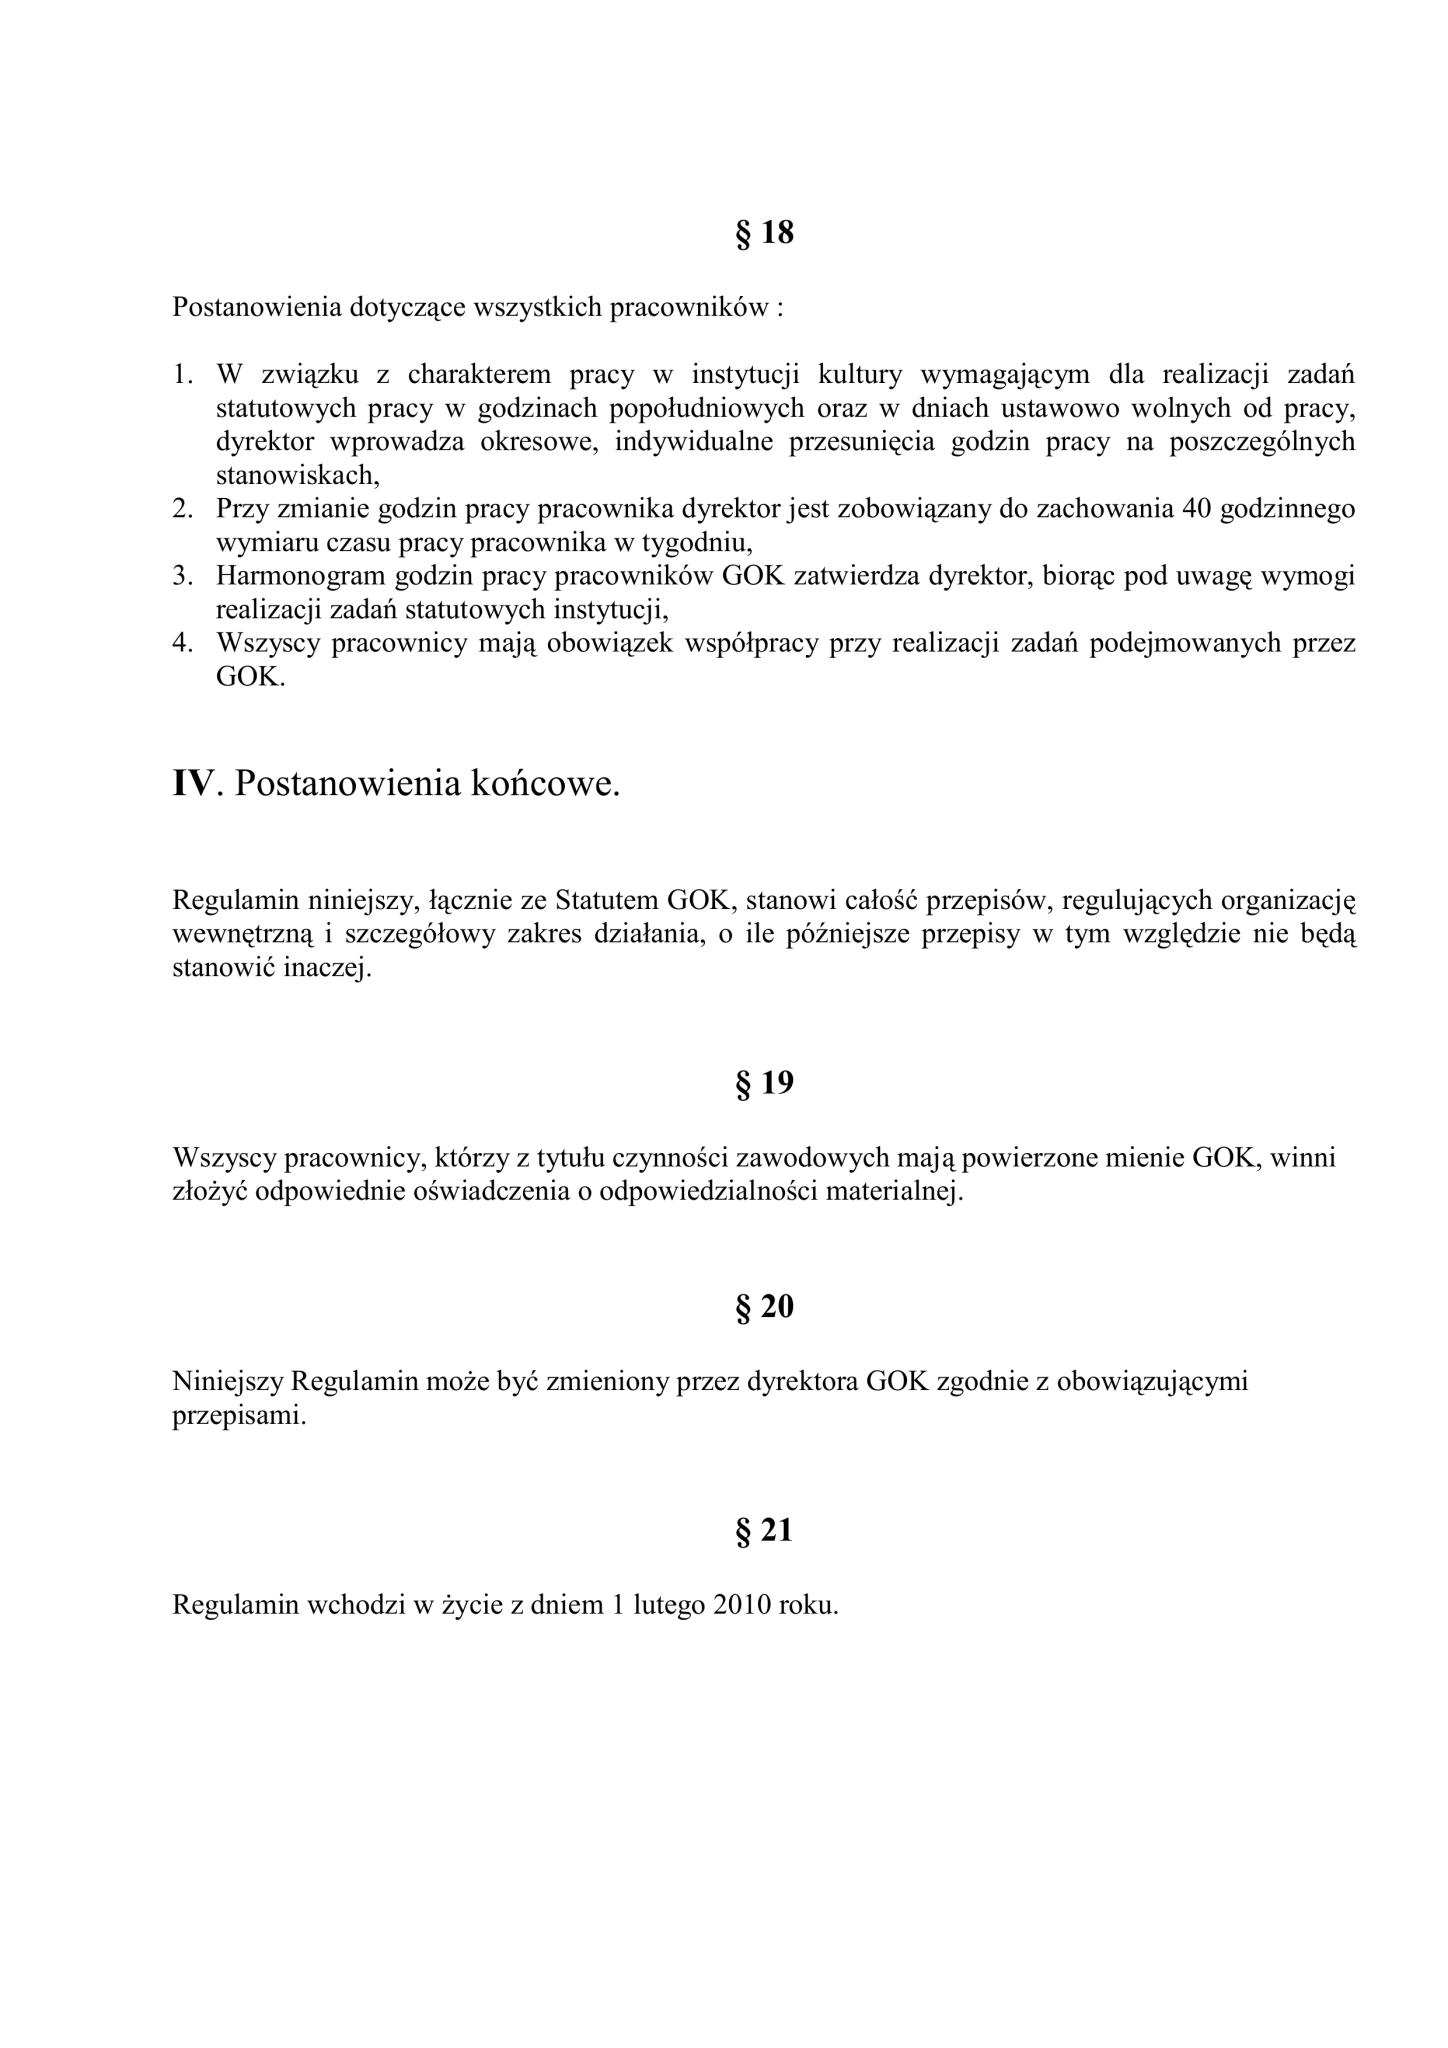 § 18
Postanowienia dotyczące wszystkich pracowników :
1. W związku z charakterem pracy w instytucji kultury wymagającym dla realizacji zadań
statutowych pracy w godzinach popołudniowych oraz w dniach ustawowo wolnych od pracy,
dyrektor wprowadza okresowe, indywidualne przesunięcia godzin pracy na poszczególnych
stanowiskach,
2. Przy zmianie godzin pracy pracownika dyrektor jest zobowiązany do zachowania 40 godzinnego
wymiaru czasu pracy pracownika w tygodniu,
3. Harmonogram godzin pracy pracowników GOK zatwierdza dyrektor, biorąc pod uwagę wymogi
realizacji zadań statutowych instytucji,
4. Wszyscy pracownicy mają obowiązek współpracy przy realizacji zadań podejmowanych przez
GOK.
IV. Postanowienia końcowe.
Regulamin niniejszy, łącznie ze Statutem GOK, stanowi całość przepisów, regulujących organizację
wewnętrzną i szczegółowy zakres działania, o ile późniejsze przepisy w tym względzie nie będą
stanowić inaczej.
§ 19
Wszyscy pracownicy, którzy z tytułu czynności zawodowych mają powierzone mienie GOK, winni
złożyć odpowiednie oświadczenia o odpowiedzialności materialnej.
§ 20
Niniejszy Regulamin może być zmieniony przez dyrektora GOK zgodnie z obowiązującymi
przepisami.
§ 21
Regulamin wchodzi w życie z dniem 1 lutego 2010 roku.